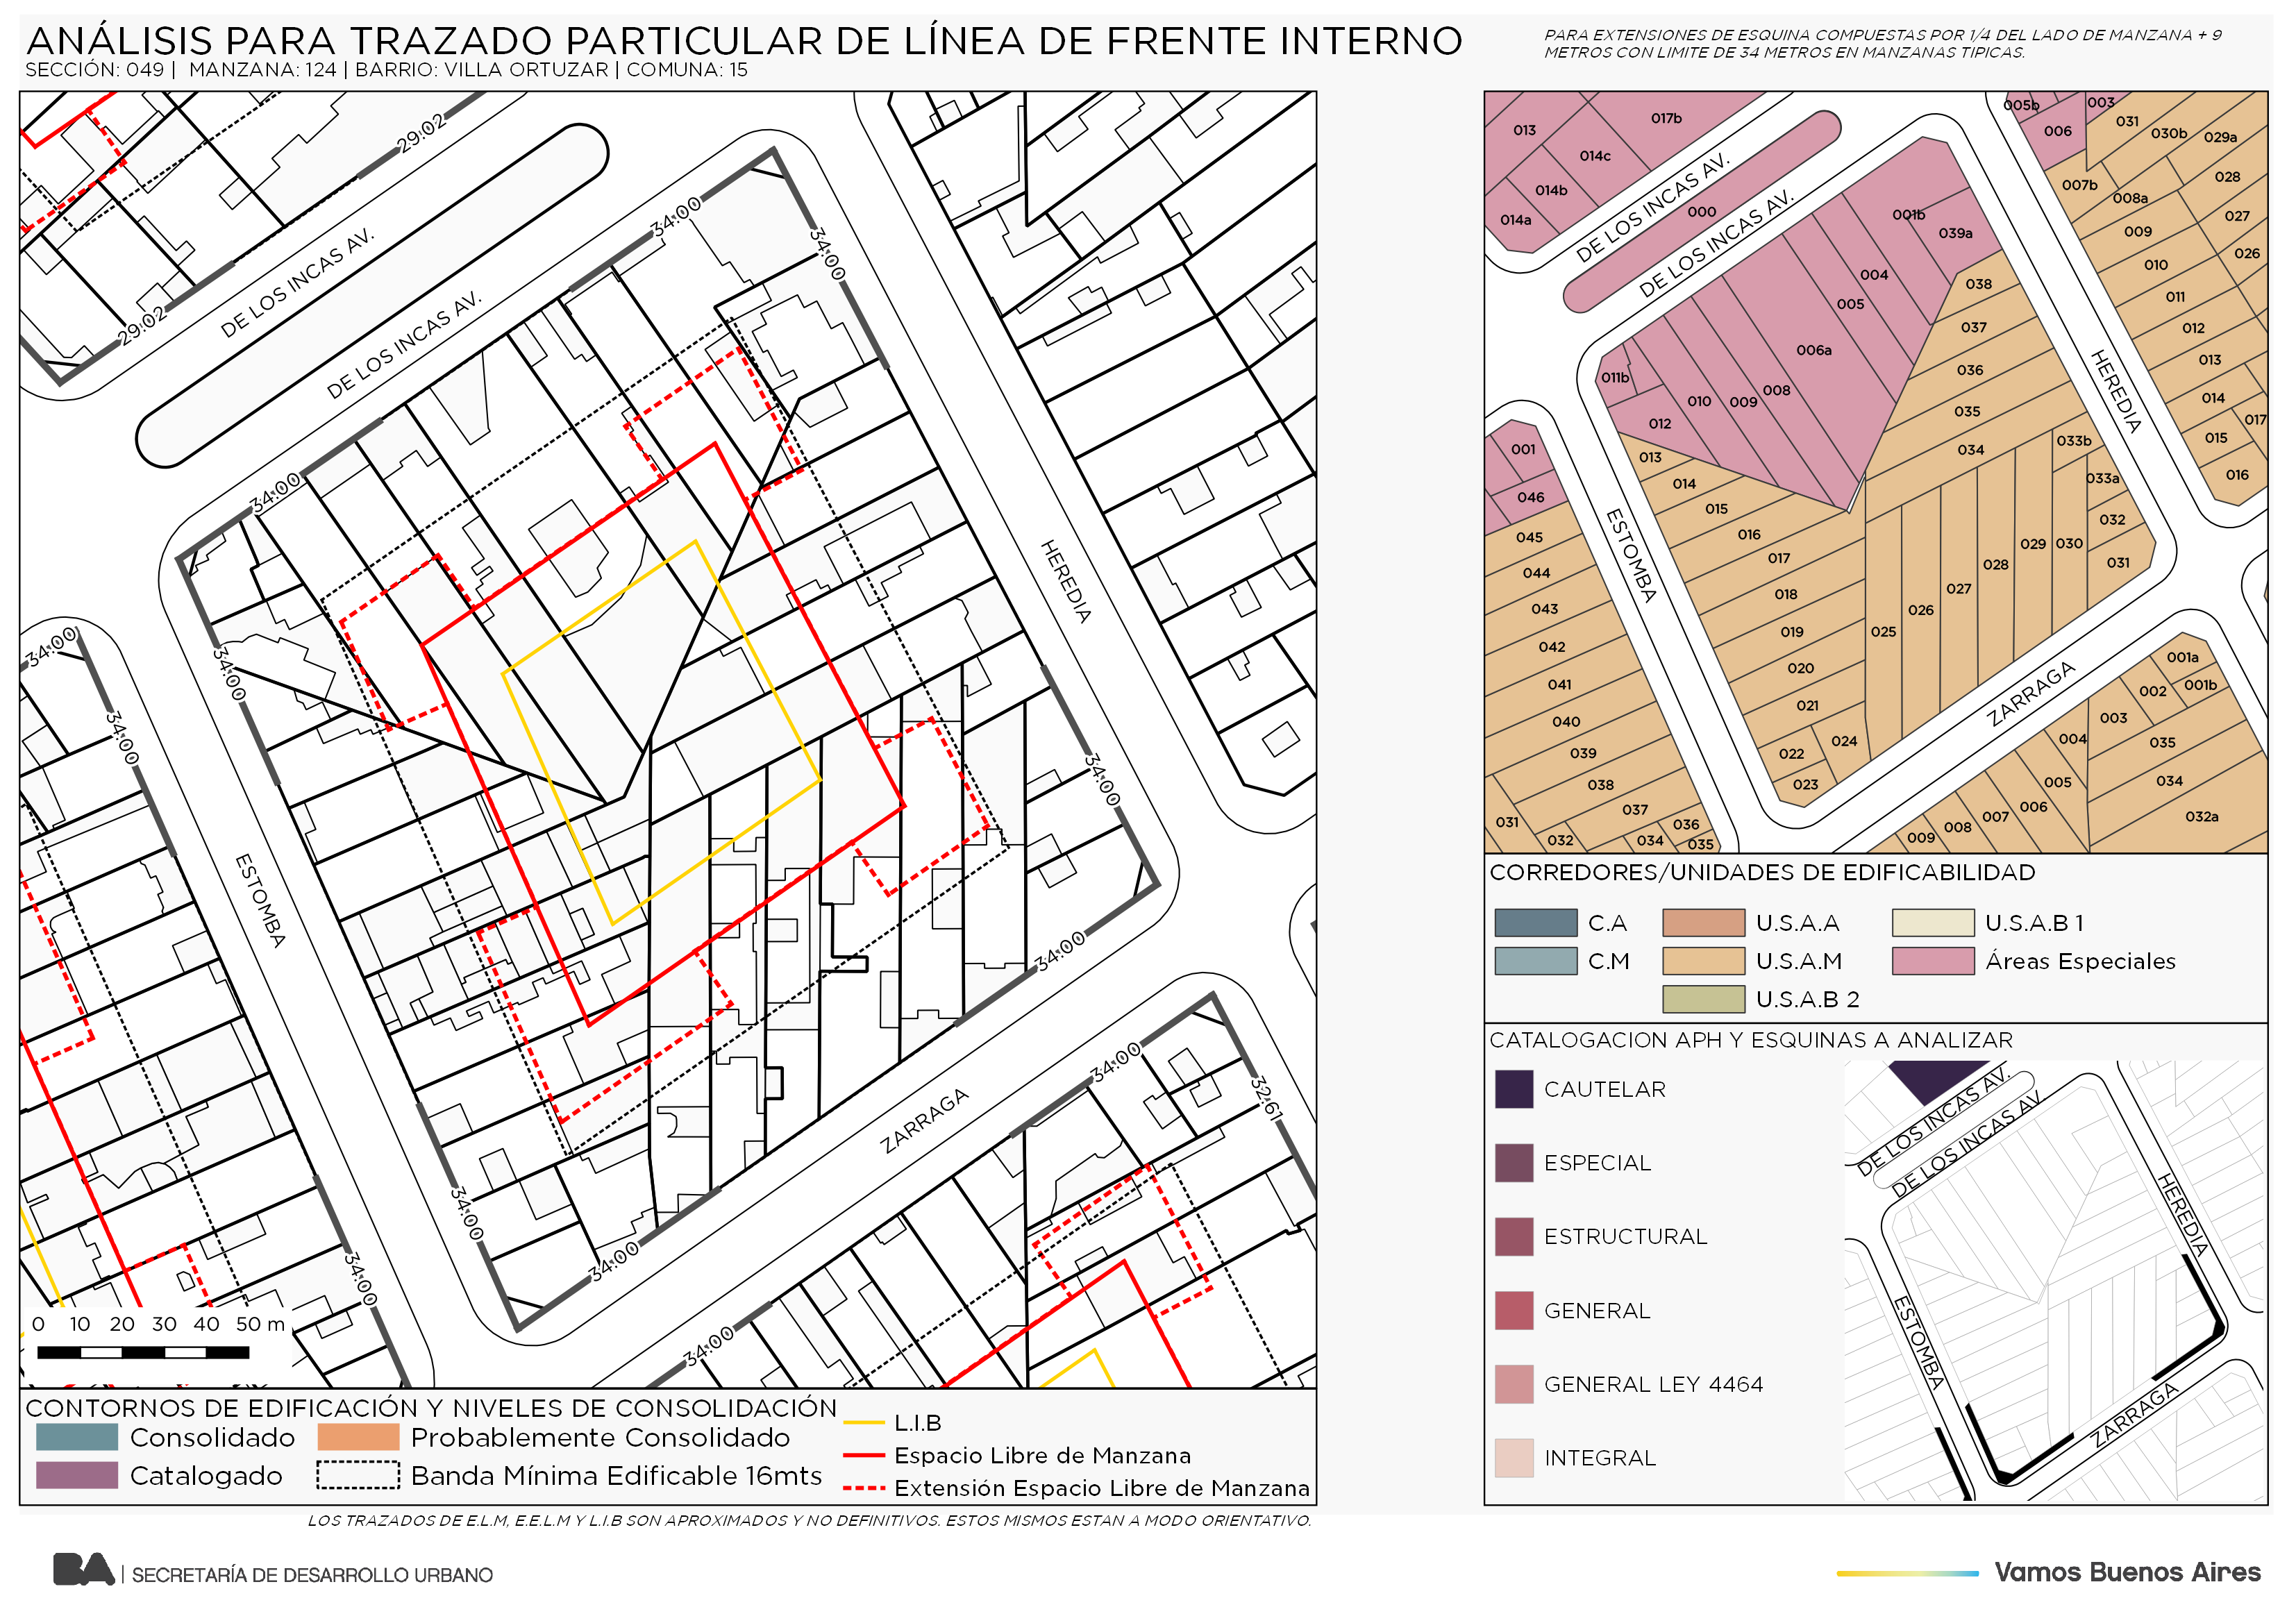 ANÁLISIS PARA TRAZADO PARTICULAR DE LÍNEA DE FRENTE INTERNO
SECCIÓN: 049 | MANZANA: 124 | BARRIO: VILLA ORTUZAR | COMUNA: 15
PARA EXTENSIONES DE ESQUINA COMPUESTAS POR 1/4 DEL LADO DE MANZANA + 9
METROS CON LIMITE DE 34 METROS EN MANZANAS TIPICAS.
29.02
DE LOS INCAS AV.
29.02
34.00
DE LOS INCAS AV.
34.00
34.00
34.00
HEREDIA
34.00
34.00
34.00
ESTOMBA
34.00
34.00
ZARRAGA
34.00
34.00
34.00
32.61
34.00
34.00
0 10 20 30 40 50 m
CONTORNOS DE EDIFICACIÓN Y NIVELES DE CONSOLIDACIÓN
Consolidado
Probablemente Consolidado
Catalogado
Banda Mínima Edificable 16mts
L.I.B
Espacio Libre de Manzana
Extensión Espacio Libre de Manzana
LOS TRAZADOS DE E.L.M, E.E.L.M Y L.I.B SON APROXIMADOS Y NO DEFINITIVOS. ESTOS MISMOS ESTAN A MODO ORIENTATIVO.
013
017b
014c
014b
014a
DE LOS INCAS AV.
000
DE LOS INCAS AV.
005b
003
006
031
030b
029a
007b
028
008a
027
009
026
010
011
012
013
014
017
015
016
001b
039a
004
005
006a
011b
010
009
008
012
038
037
036
035
034
033b
033a
032
031
030
029
028
027
026
025
013
014
015
016
017
018
019
020
021
022
024
023
HEREDIA
ESTOMBA
ZARRAGA
001
046
045
044
043
042
041
040
039
038
037
036
035
034
032
031
001a
001b
002
003
004
035
005
034
006
007
032a
008
009
CORREDORES/UNIDADES DE EDIFICABILIDAD
C.A
U.S.A.A
U.S.A.B 1
C.M
U.S.A.M
Áreas Especiales
U.S.A.B 2
CATALOGACION APH Y ESQUINAS A ANALIZAR
CAUTELAR
ESPECIAL
ESTRUCTURAL
GENERAL
GENERAL LEY 4464
INTEGRAL
DE LOS INCAS AV.
DE LOS INCAS AV.
HEREDIA
ESTOMBA
ZARRAGA
BA | SECRETARÍA DE DESARROLLO URBANO
Vamos Buenos Aires